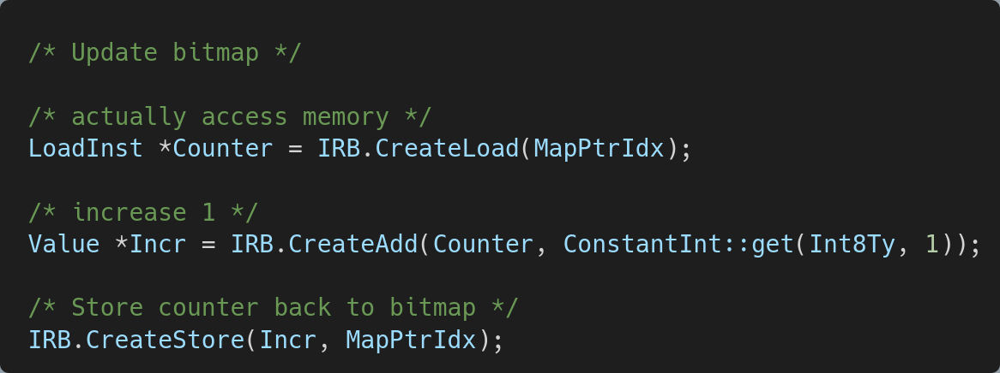 /* Update bitmap */
/* actually access memory */
LoadInst *Counter = IRB.CreateLoad(MapPtrIdx);
/* increase 1 */
Value *Incr = IRB.CreateAdd(Counter, ConstantInt::get(Int8Ty, 1));
/* Store counter back to bitmap */
IRB.CreateStore(Incr, MapPtrIdx);